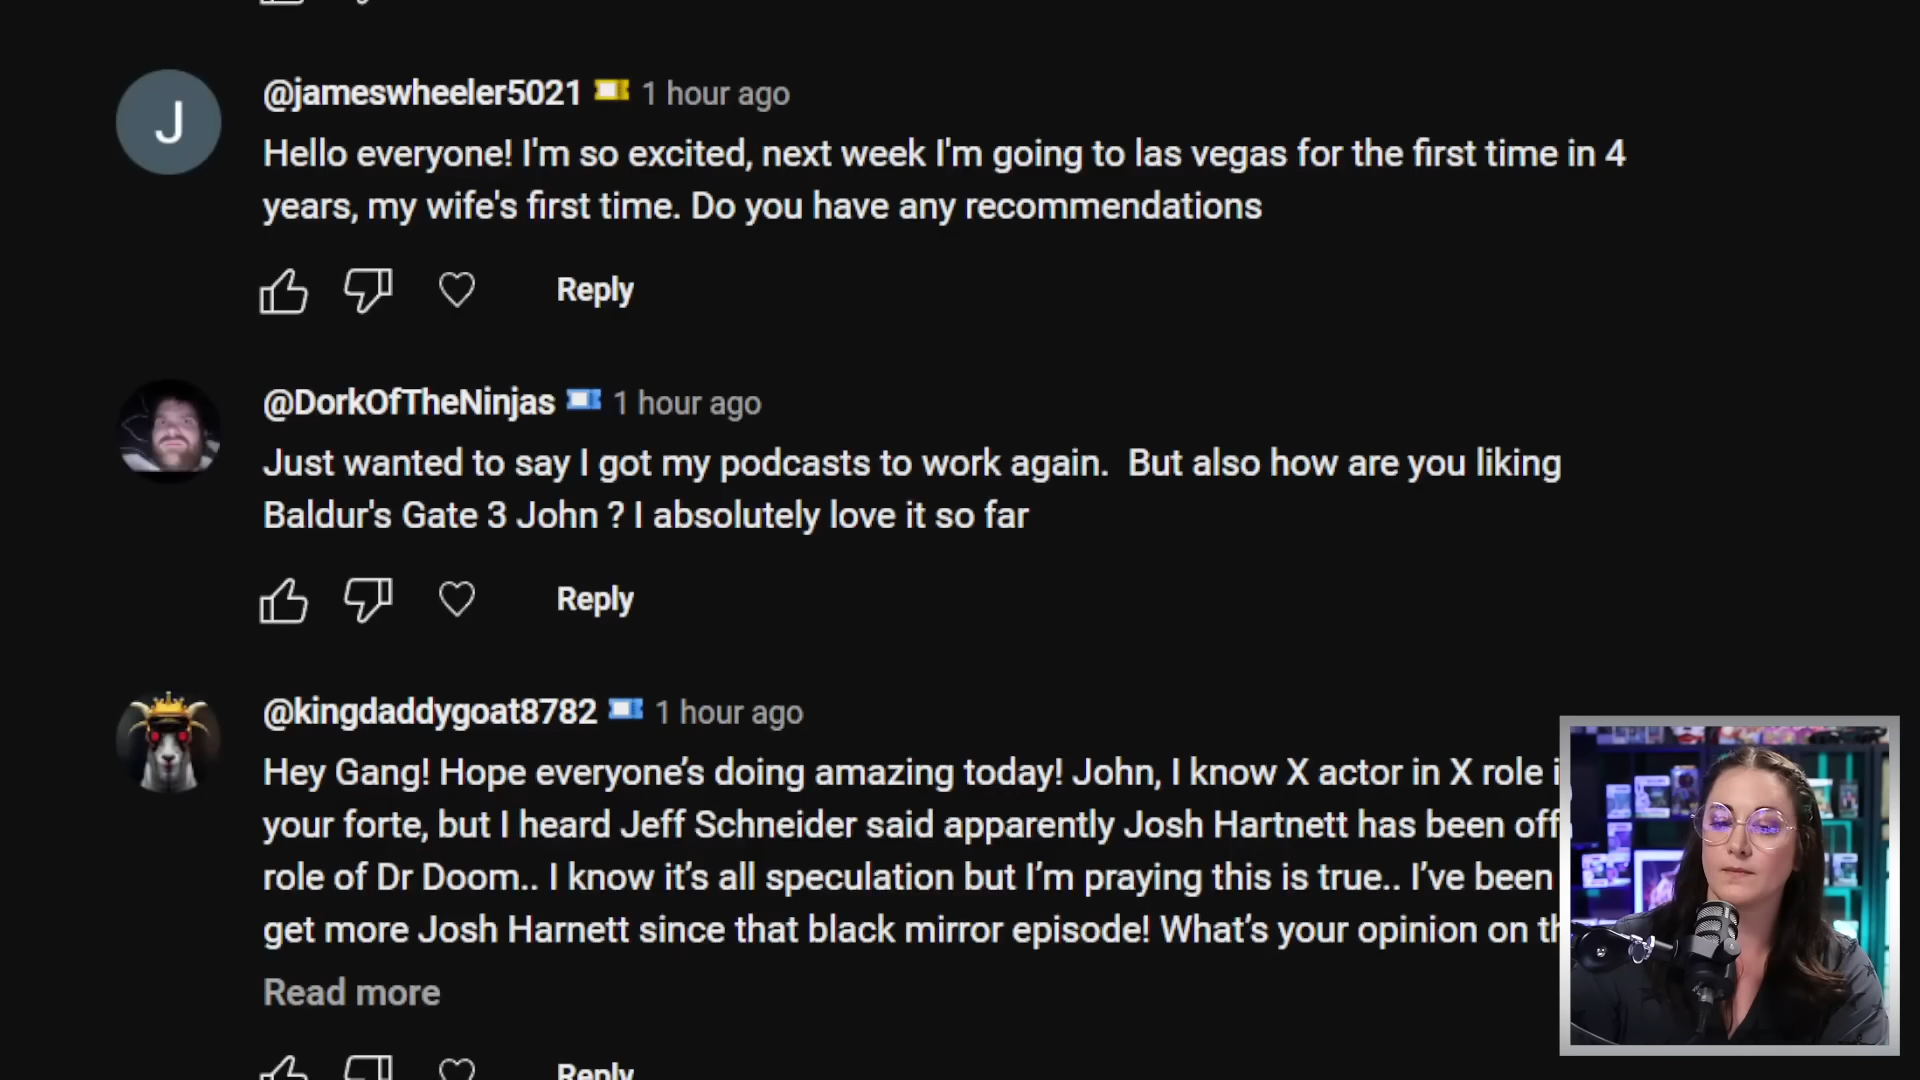 @jameswheeler5021 1 hour ago
J
Hello everyone! I'm so excited, next week I'm going to las vegas for the first time in 4
years, my wife's first time. Do you have any recommendations
Reply
@DorkOfTheNinjas 1 hour ago
Just wanted to say I got my podcasts to work again.  But also how are you liking
Baldur's Gate 3 John ? I absolutely love it so far
Reply
@kingdaddygoat8782 1 hour ago
Hey Gang! Hope everyone’s doing amazing today! John, I know X actor in X role
your forte, but I heard Jeff Schneider said apparently Josh Hartnett has been
role of Dr Doom.. I know it’s all speculation but I’m praying this is true.. I’ve been
get more Josh Harnett since that black mirror episode! What’s your opinion on
Read more
Reply